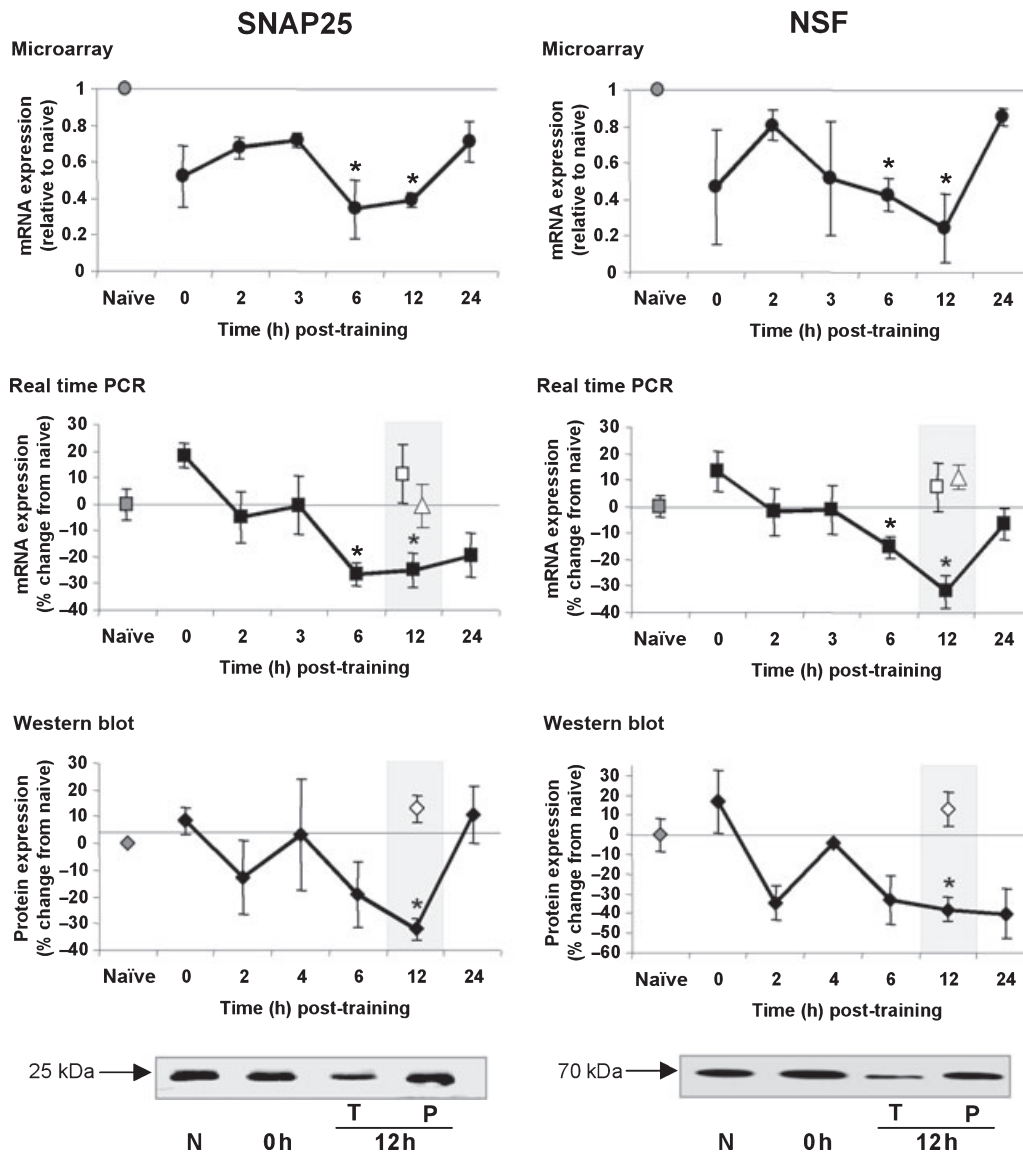 SNAP25
Microarray
mRNA expression
(relative to naive)
1
0.8
0.6
0.4
0.2
0
* *
Naïve 0 2 3 6 12 24
Time (h) post-training
NSF
Microarray
mRNA expression
(relative to naive)
1
0.8
0.6
0.4
0.2
0
* *
Naïve 0 2 3 6 12 24
Time (h) post-training
Real time PCR
mRNA expression
(% change from naive)
30
20
10
0
–10
–20
–30
–40
* *
Naïve 0 2 3 6 12 24
Time (h) post-training
Real time PCR
mRNA expression
(% change from naive)
30
20
10
0
–10
–20
–30
–40
* *
Naïve 0 2 3 6 12 24
Time (h) post-training
Western blot
Protein expression
(% change from naive)
30
20
10
0
–10
–20
–30
–40
*
Naïve 0 2 4 6 12 24
Time (h) post-training
Western blot
Protein expression
(% change from naive)
30
20
10
0
–10
–20
–30
–40
–50
–60
*
Naïve 0 2 4 6 12 24
Time (h) post-training
25 kDa
T P
N 0 h 12 h
70 kDa
T P
N 0 h 12 h